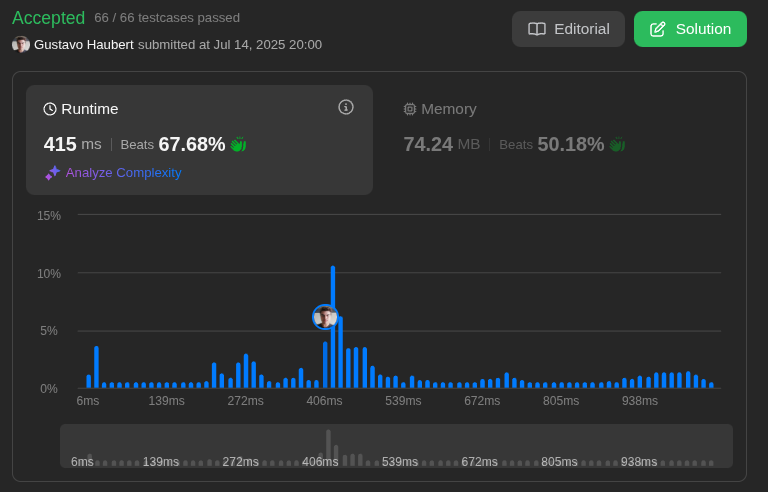 Accepted 66 / 66 testcases passed
Gustavo Haubert submitted at Jul 14, 2025 20:00
Editorial
Solution
Runtime
415 ms | Beats 67.68%
Analyze Complexity
Memory
74.24 MB | Beats 50.18%
15%
10%
5%
0%
6ms 139ms 272ms 406ms 539ms 672ms 805ms 938ms
6ms 139ms 272ms 406ms 539ms 672ms 805ms 938ms